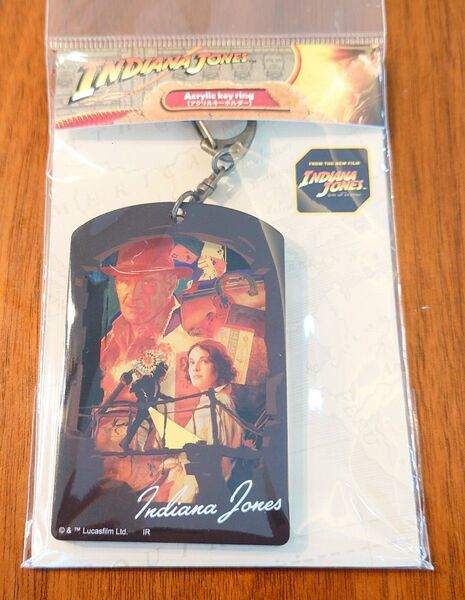 INDIANA JONES™
Acrylic key ring
[アクリルキーホルダー]
FROM THE NEW FILM
INDIANA
JONES
Indiana Jones
© & ™ Lucasfilm Ltd. IR